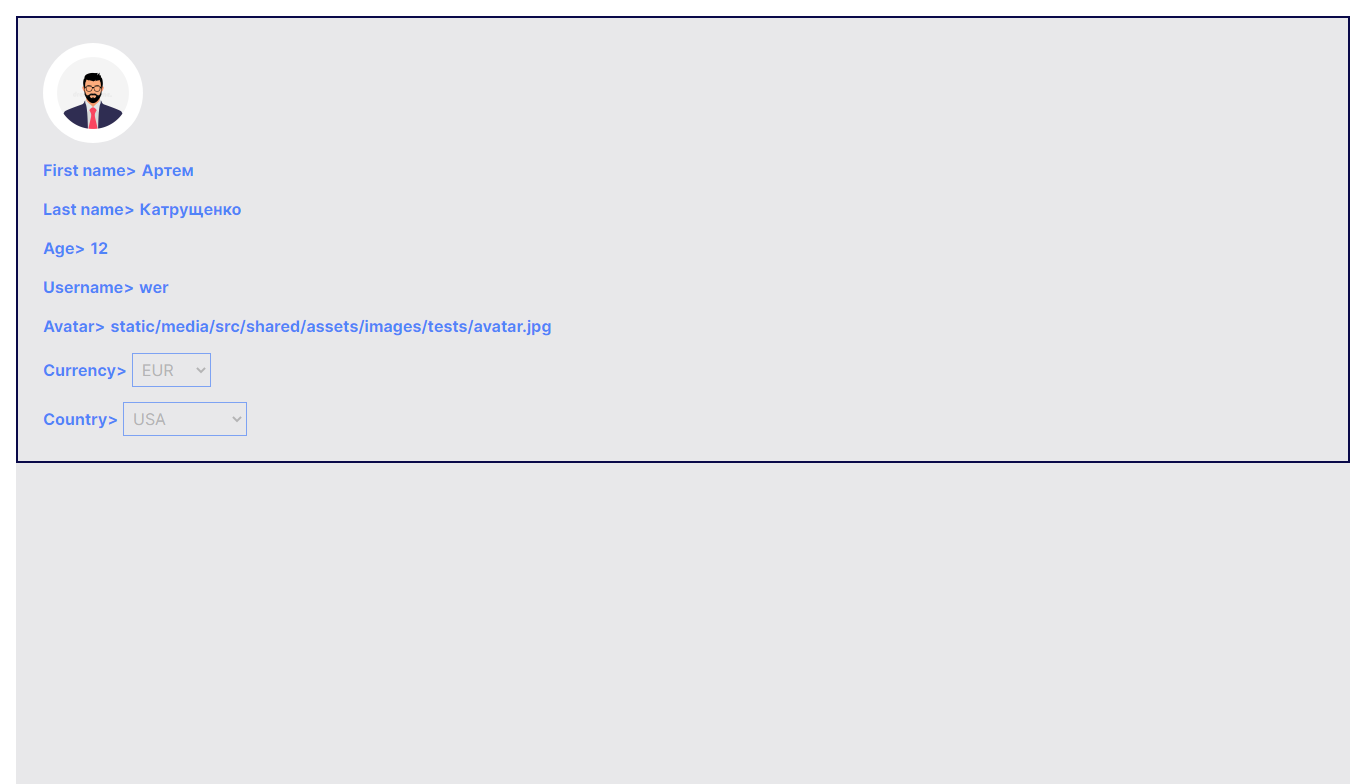 First name> Артем
Last name> Катрущенко
Age> 12
Username> wer
Avatar> static/media/src/shared/assets/images/tests/avatar.jpg
Currency> EUR
Country> USA